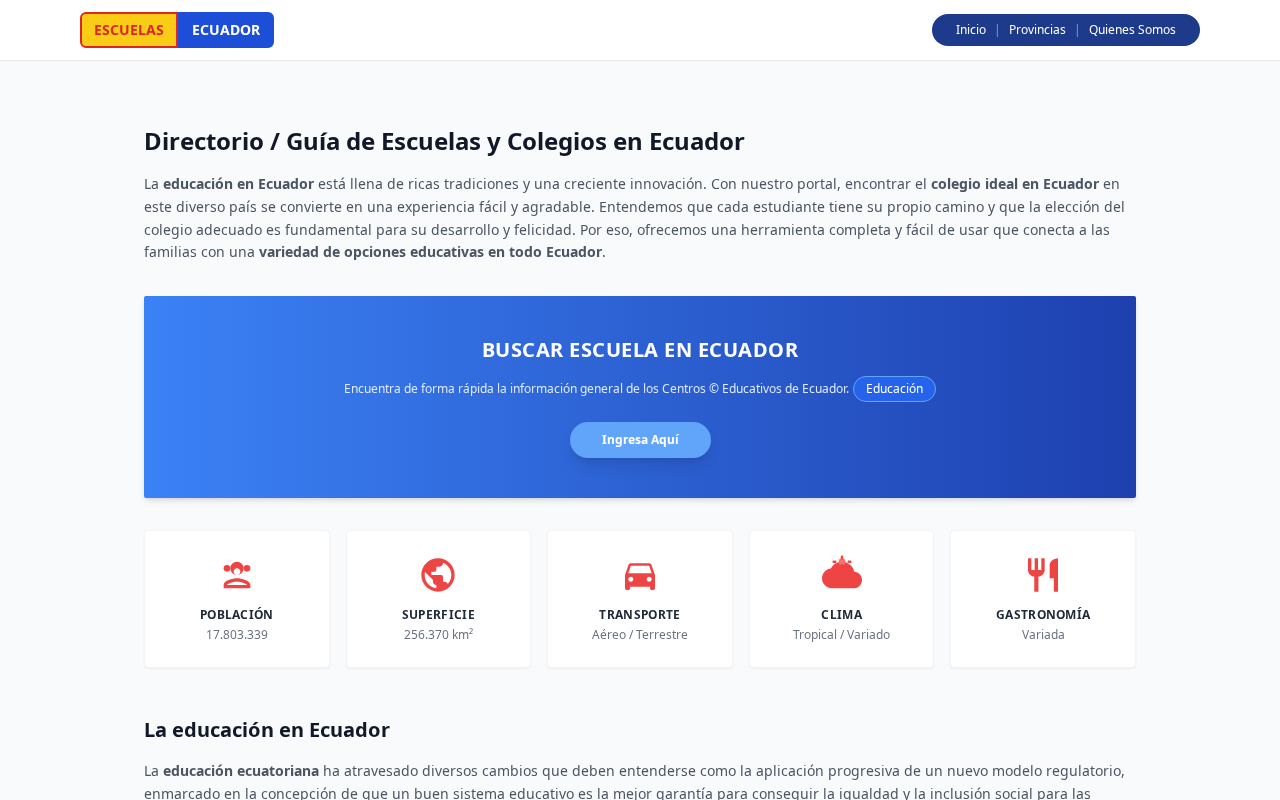 ESCUELAS ECUADOR
Inicio | Provincias | Quienes Somos
Directorio / Guía de Escuelas y Colegios en Ecuador
La educación en Ecuador está llena de ricas tradiciones y una creciente innovación. Con nuestro portal, encontrar el colegio ideal en Ecuador en
este diverso país se convierte en una experiencia fácil y agradable. Entendemos que cada estudiante tiene su propio camino y que la elección del
colegio adecuado es fundamental para su desarrollo y felicidad. Por eso, ofrecemos una herramienta completa y fácil de usar que conecta a las
familias con una variedad de opciones educativas en todo Ecuador.
BUSCAR ESCUELA EN ECUADOR
Encuentra de forma rápida la información general de los Centros © Educativos de Ecuador. Educación
Ingresa Aquí
POBLACIÓN
17.803.339
SUPERFICIE
256.370 km²
TRANSPORTE
Aéreo / Terrestre
CLIMA
Tropical / Variado
GASTRONOMÍA
Variada
La educación en Ecuador
La educación ecuatoriana ha atravesado diversos cambios que deben entenderse como la aplicación progresiva de un nuevo modelo regulatorio,
enmarcado en la concepción de que un buen sistema educativo es la mejor garantía para conseguir la igualdad y la inclusión social para las